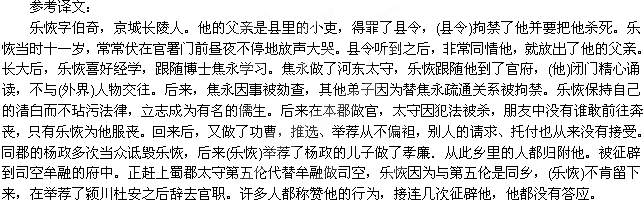 参考译文：
乐恢字伯奇，京城长陵人。他的父亲是县里的小吏，得罪了县令，(县令)拘禁了他并要把他杀死。乐
恢当时十一岁，常常伏在官署门前昼夜不停地放声大哭。县令听到之后，非常同情他，就放出了他的父亲。
长大后，乐恢喜好经学，跟随博士焦永学习。焦永做了河东太守，乐恢跟随他到了官府，(他)闭门精心诵
读，不与(外界)人物交往。后来，焦永因事被劾查，其他弟子因为替焦永疏通关系被拘禁。乐恢保持自己
的清白而不玷污法律，立志成为有名的儒生。后来在本郡做官，太守因犯法被杀，朋友中没有谁敢前往奔
丧，只有乐恢为他服丧。回来后，又做了功曹，推选、举荐从不偏袒，别人的请求、托付也从来没有接受。
同郡的杨政多次当众诋毁乐恢，后来(乐恢)举荐了杨政的儿子做了孝廉．从此乡里的人都归附他。被征辟
到司空牟融的府中。正赶上蜀郡太守第五伦代替牟融做司空，乐恢因为与第五伦是同乡，(乐恢)不肯留下
来，在举荐了颍川杜安之后辞去官职。许多人都称赞他的行为，接连几次征辟他，他都没有答应。